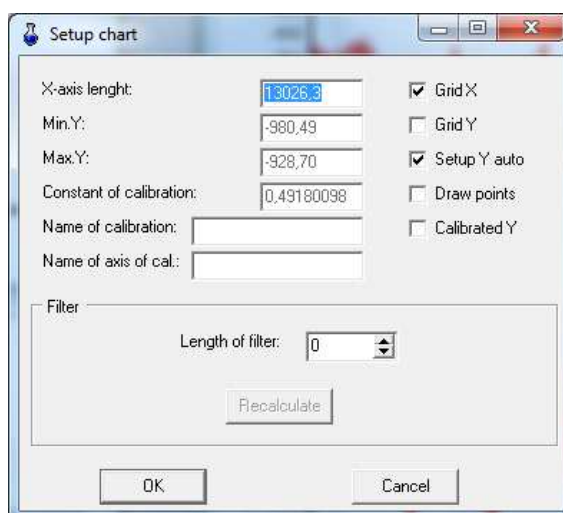 Setup chart
X-axis lenght: 13026,3
Grid X
Min.Y: -980,49
Grid Y
Max.Y: -928,70
Setup Y auto
Constant of calibration: 0,49180098
Draw points
Name of calibration:
Calibrated Y
Name of axis of cal.:
Filter
Length of filter: 0
Recalculate
OK Cancel